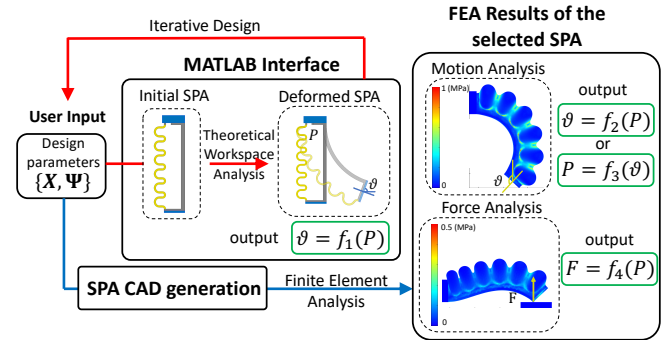 Iterative Design
FEA Results of the
selected SPA
MATLAB Interface
User Input
Design
parameters
{X, Ψ}
Initial SPA
Theoretical
Workspace
Analysis
Deformed SPA
P
ϑ
output
ϑ = f₁(P)
SPA CAD generation
Finite Element
Analysis
Motion Analysis
1 (MPa)
0
ϑ
output
ϑ = f₂(P)
or
P = f₃(ϑ)
Force Analysis
0.5 (MPa)
0
F
output
F = f₄(P)